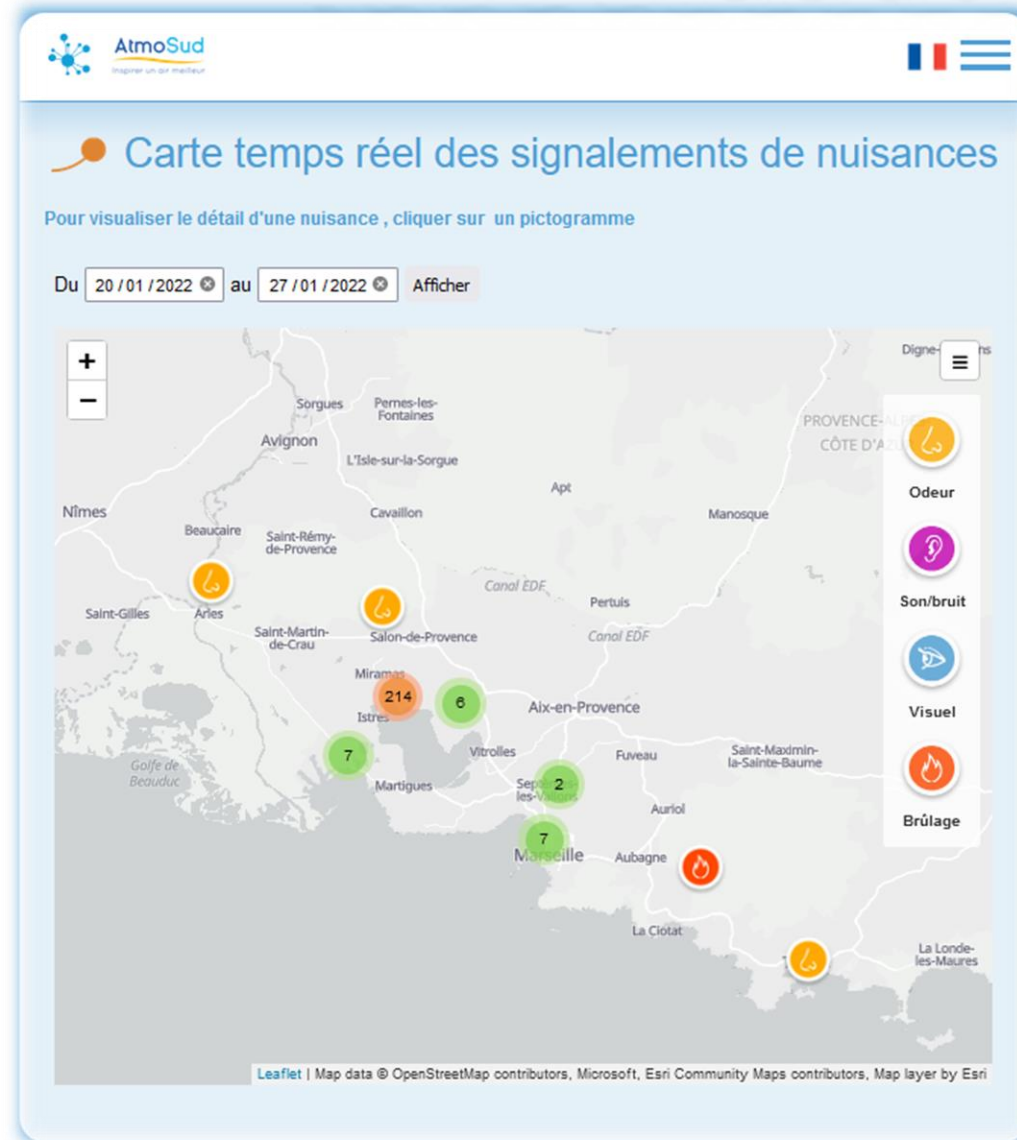 AtmoSud
Inspirer un air meilleur
Carte temps réel des signalements de nuisances
Pour visualiser le détail d'une nuisance , cliquer sur un pictogramme
Du 20 / 01 / 2022 au 27 / 01 / 2022 Afficher
+
−
Sorgues
Pernes-les-
Fontaines
Avignon
L'Isle-sur-la-Sorgue
PROVENCE-
CÔTE D'A
Odeur
Apt
Nîmes
Cavaillon
Manosque
Beaucaire
Saint-Rémy-
de-Provence
Son/bruit
Canal EDF
Pertuis
Saint-Gilles
Arles
Saint-Martin-
de-Crau
Salon-de-Provence
Canal EDF
Miramas
214
6
Istres
Aix-en-Provence
Visuel
7
Vitrolles
Fuveau
Saint-Maximin-
la-Sainte-Baume
Golfe de
Beauduc
Martigues
2
les-Vallons
Auriol
Brûlage
7
Marseille
Aubagne
La Ciotat
La Londe-
les-Maures
Leaflet | Map data © OpenStreetMap contributors, Microsoft, Esri Community Maps contributors, Map layer by Esri